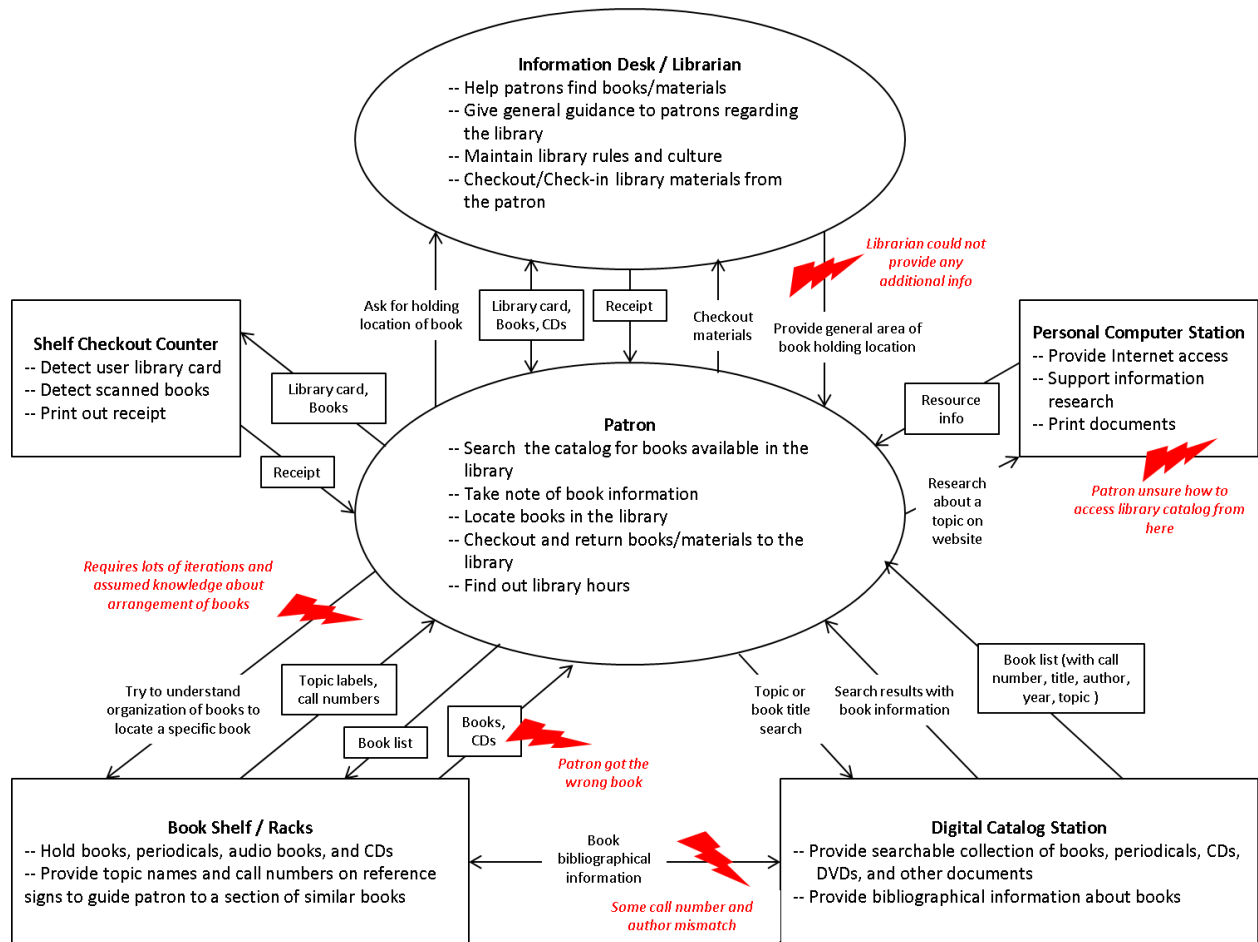 Information Desk / Librarian
-- Help patrons find books/materials
-- Give general guidance to patrons regarding
the library
-- Maintain library rules and culture
-- Checkout/Check-in library materials from
the patron
Librarian could not
provide any
additional info
Ask for holding
location of book
Library card,
Books, CDs
Receipt
Checkout
materials
Provide general area of
book holding location
Shelf Checkout Counter
-- Detect user library card
-- Detect scanned books
-- Print out receipt
Library card,
Books
Receipt
Personal Computer Station
-- Provide Internet access
-- Support information
research
-- Print documents
Resource
info
Research
about a
topic on
website
Patron unsure how to
access library catalog from
here
Patron
-- Search  the catalog for books available in the
library
-- Take note of book information
-- Locate books in the library
-- Checkout and return books/materials to the
library
-- Find out library hours
Requires lots of iterations and
assumed knowledge about
arrangement of books
Try to understand
organization of books to
locate a specific book
Topic labels,
call numbers
Book list
Books,
CDs
Patron got the
wrong book
Topic or
book title
search
Search results with
book information
Book list (with call
number, title, author,
year, topic )
Book Shelf / Racks
-- Hold books, periodicals, audio books, and CDs
-- Provide topic names and call numbers on reference
signs to guide patron to a section of similar books
Book
bibliographical
information
Some call number and
author mismatch
Digital Catalog Station
-- Provide searchable collection of books, periodicals, CDs,
DVDs, and other documents
-- Provide bibliographical information about books